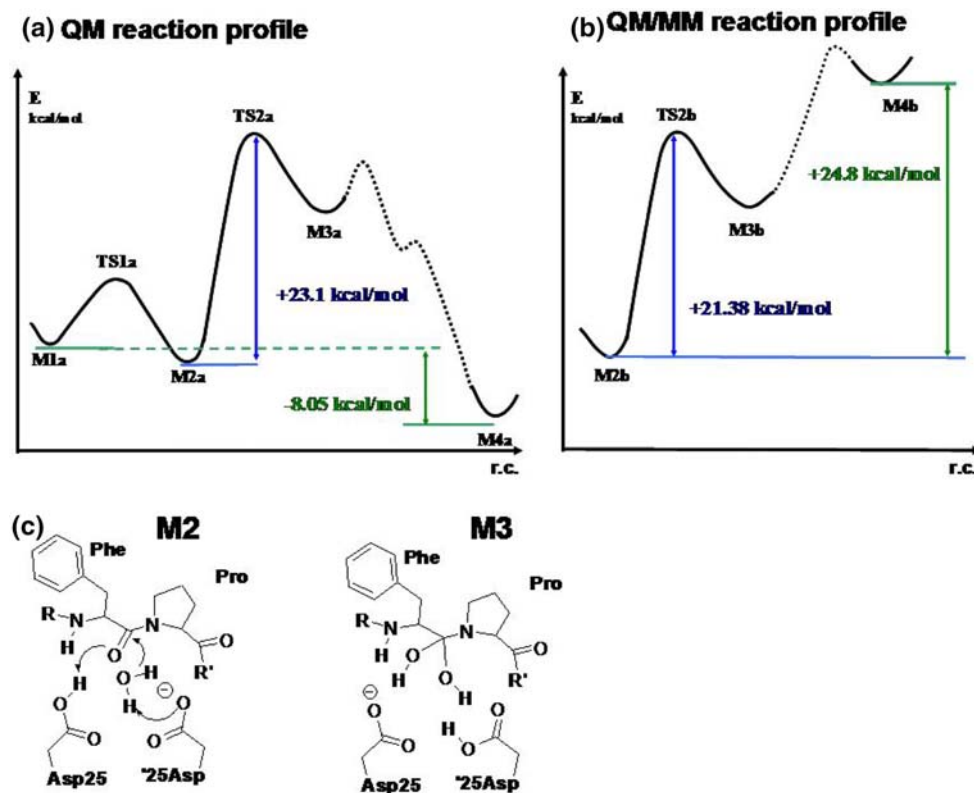 (a) QM reaction profile
E
kcal/mol
TS2a
M3a
TS1a
+23.1 kcal/mol
M1a
M2a
-8.05 kcal/mol
M4a
r.c.
(b) QM/MM reaction profile
E
kcal/mol
TS2b
M4b
+24.8 kcal/mol
M3b
+21.38 kcal/mol
M2b
r.c.
(c) M2
Phe
Pro
R N N O
H O H R'
H O ⊖
O H O
O O
Asp25 *25Asp
M3
Phe
Pro
R N N O
H O R'
H O
⊖ H
O H O
O O
Asp25 *25Asp